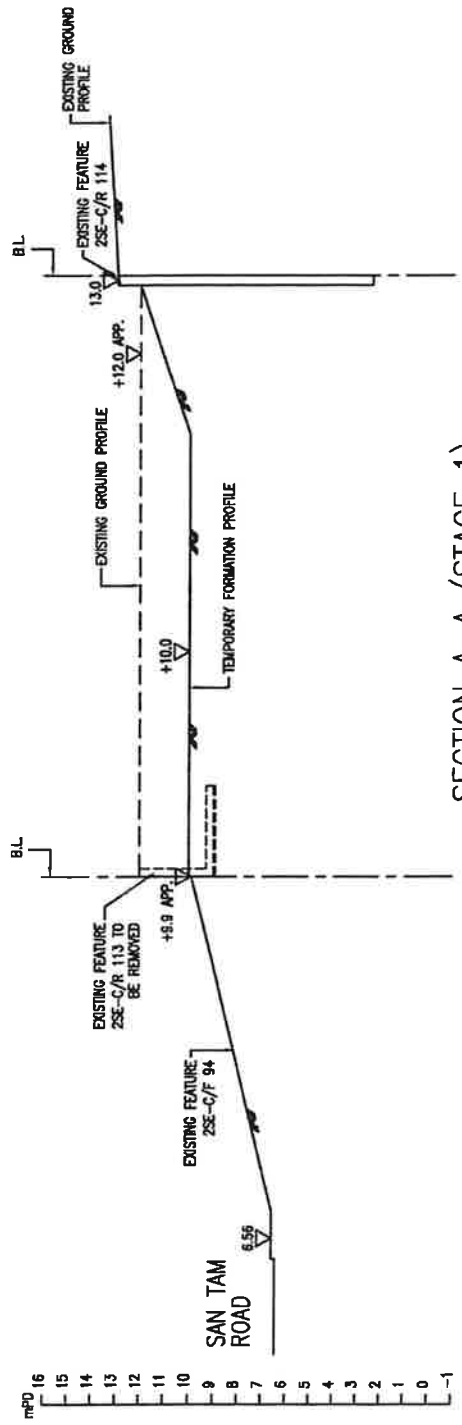 mPD
16
15
14
13
12
11
10
9
8
7
6
5
4
3
2
1
0
-1
SAN TAM
ROAD
6.56
EXISTING FEATURE
2SE-C/F 94
EXISTING FEATURE
2SE-C/R 113 TO
BE REMOVED
+9.9 APP.
B.L.
EXISTING GROUND PROFILE
+10.0
TEMPORARY FORMATION PROFILE
+12.0 APP.
13.0
B.L.
EXISTING FEATURE
2SE-C/R 114
EXISTING GROUND
PROFILE
SECTION A-A (STAGE 1)